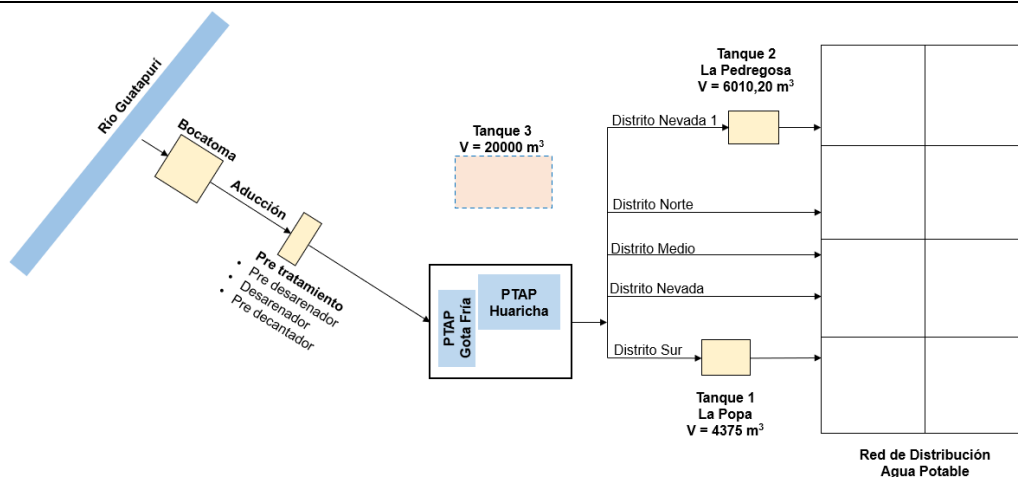 Río Guatapurí
Bocatoma
Aducción
Pre tratamiento
• Pre desarenador
• Desarenador
• Pre decantador
Tanque 3
V = 20000 m³
PTAP
Gota Fría
PTAP
Huaricha
Tanque 2
La Pedregosa
V = 6010,20 m³
Distrito Nevada 1
Distrito Norte
Distrito Medio
Distrito Nevada
Distrito Sur
Tanque 1
La Popa
V = 4375 m³
Red de Distribución
Agua Potable